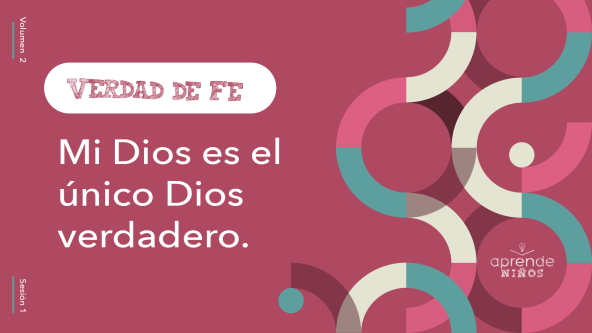 Volumen 2
VERDAD DE FE
Mi Dios es el
único Dios
verdadero.
aprende
NIÑOS
Sesión 1